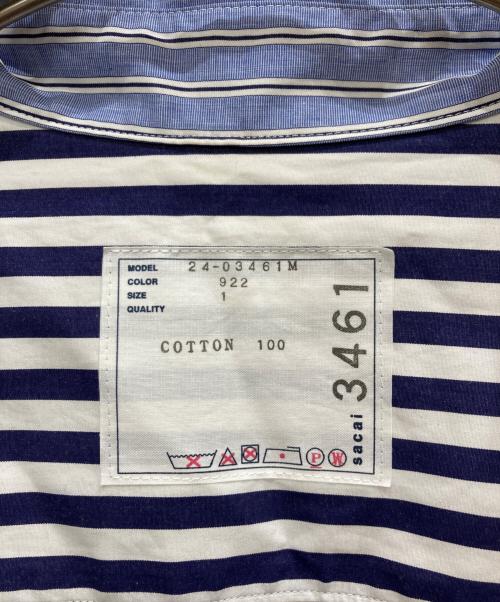 MODEL 24-03461M
COLOR 922
SIZE 1
QUALITY
COTTON 100
P W
sacai 3461